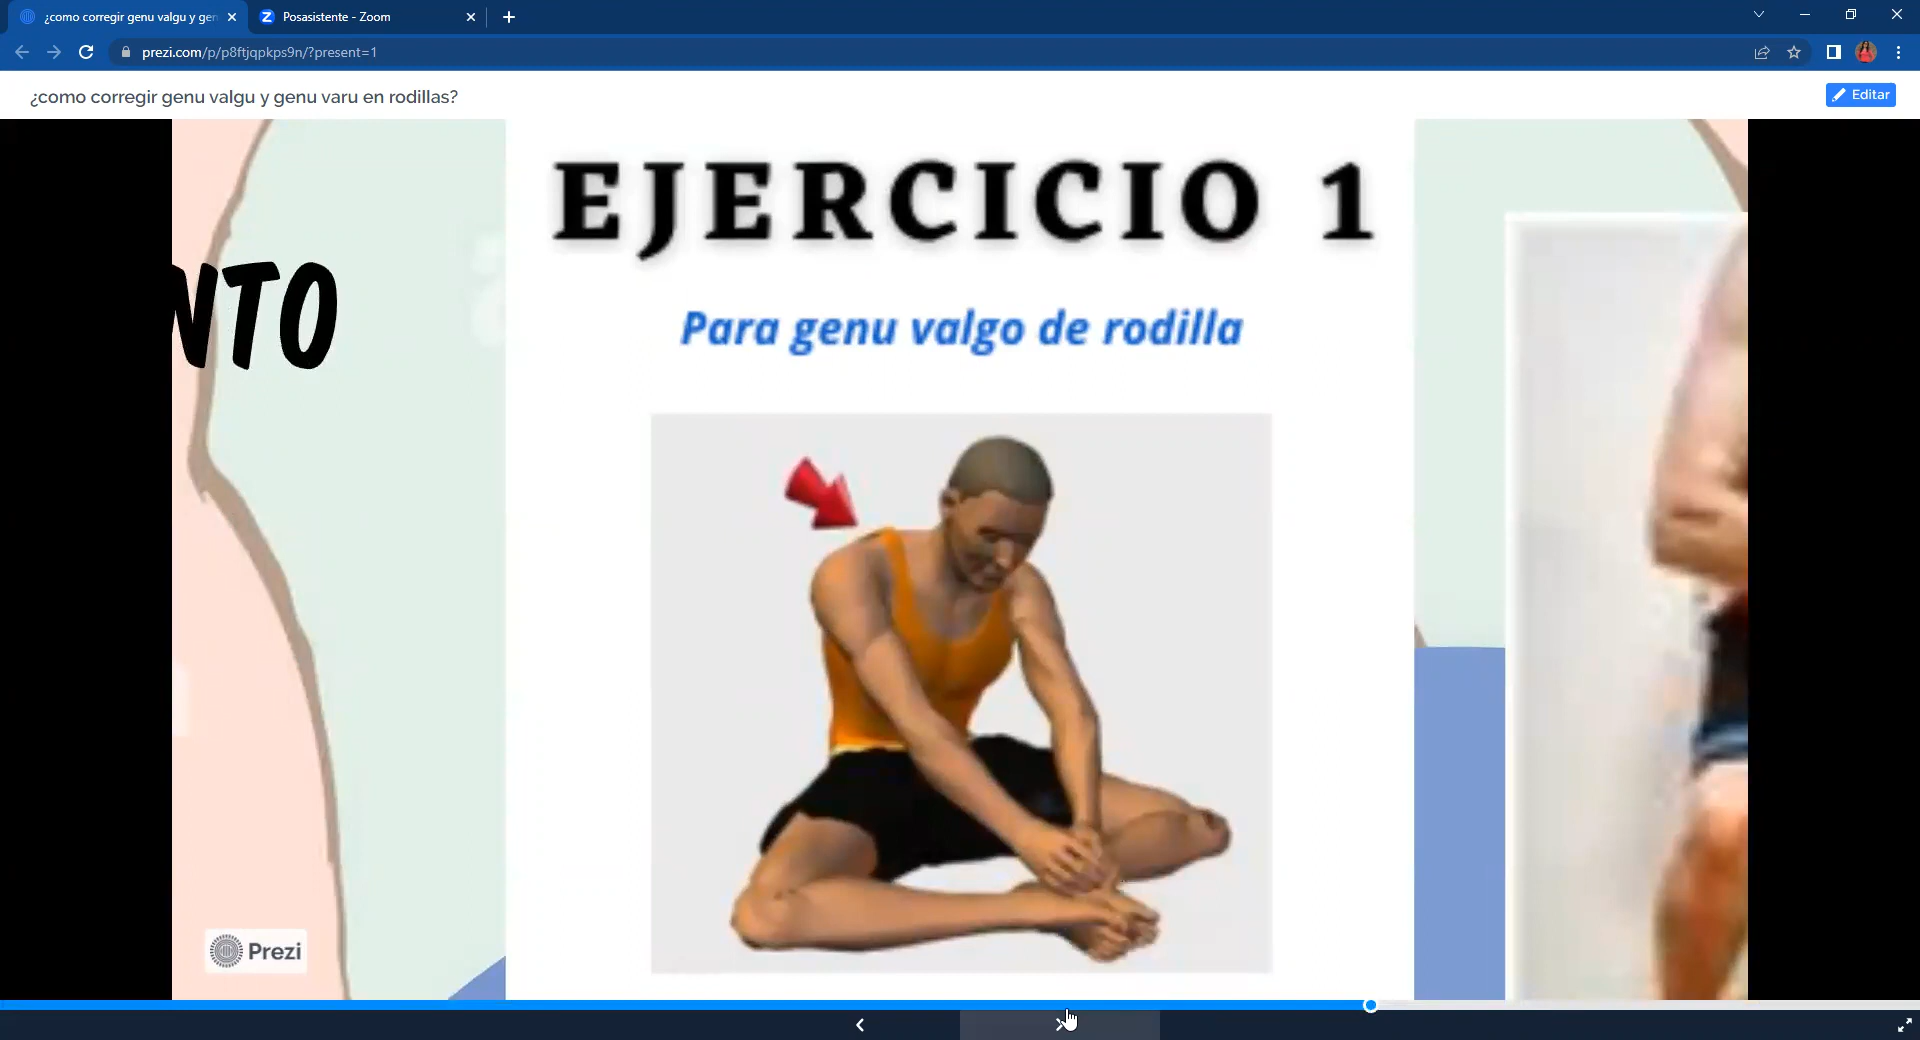 ¿como corregir genu valgu y gen
Posasistente - Zoom
prezi.com/p/p8ftjqpkps9n/?present=1
¿como corregir genu valgu y genu varu en rodillas?
Editar
EJERCICIO 1
NTO
Para genu valgo de rodilla
Prezi